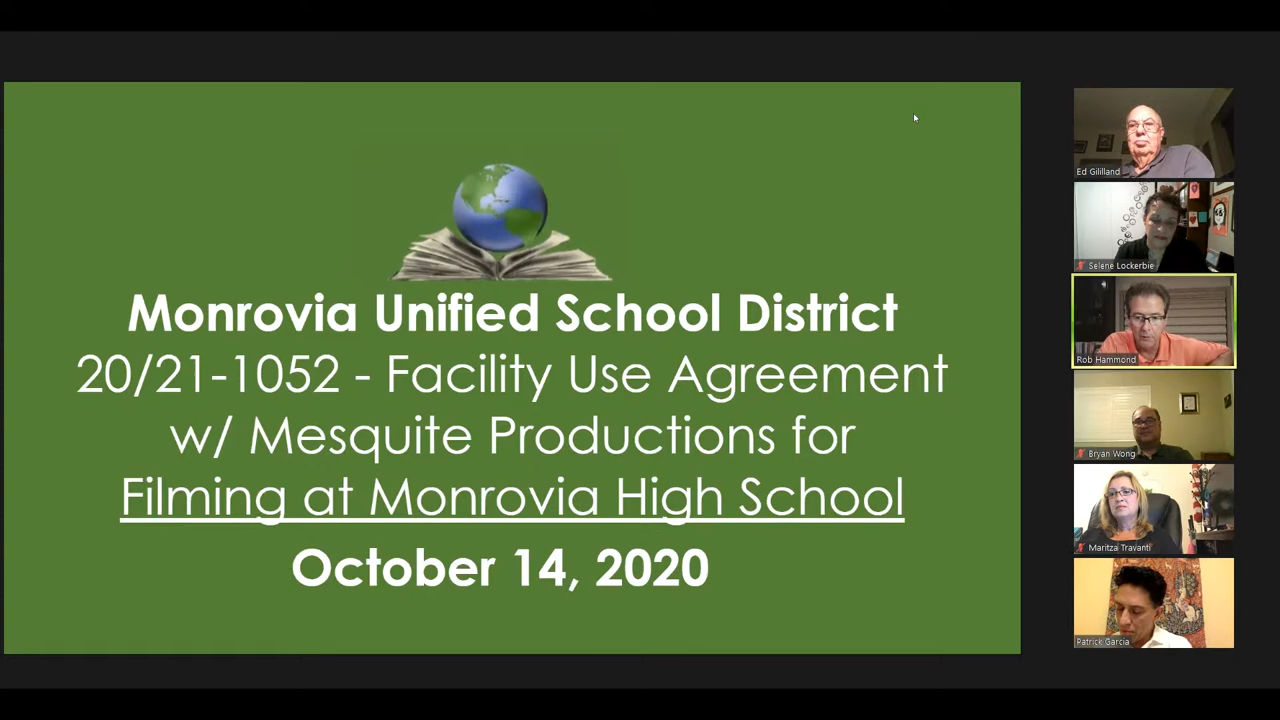 Monrovia Unified School District
20/21-1052 - Facility Use Agreement
w/ Mesquite Productions for
Filming at Monrovia High School
October 14, 2020
Ed Gililland
Selene Lockerbie
Rob Hammond
Bryan Wong
Maritza Travanti
Patrick Garcia